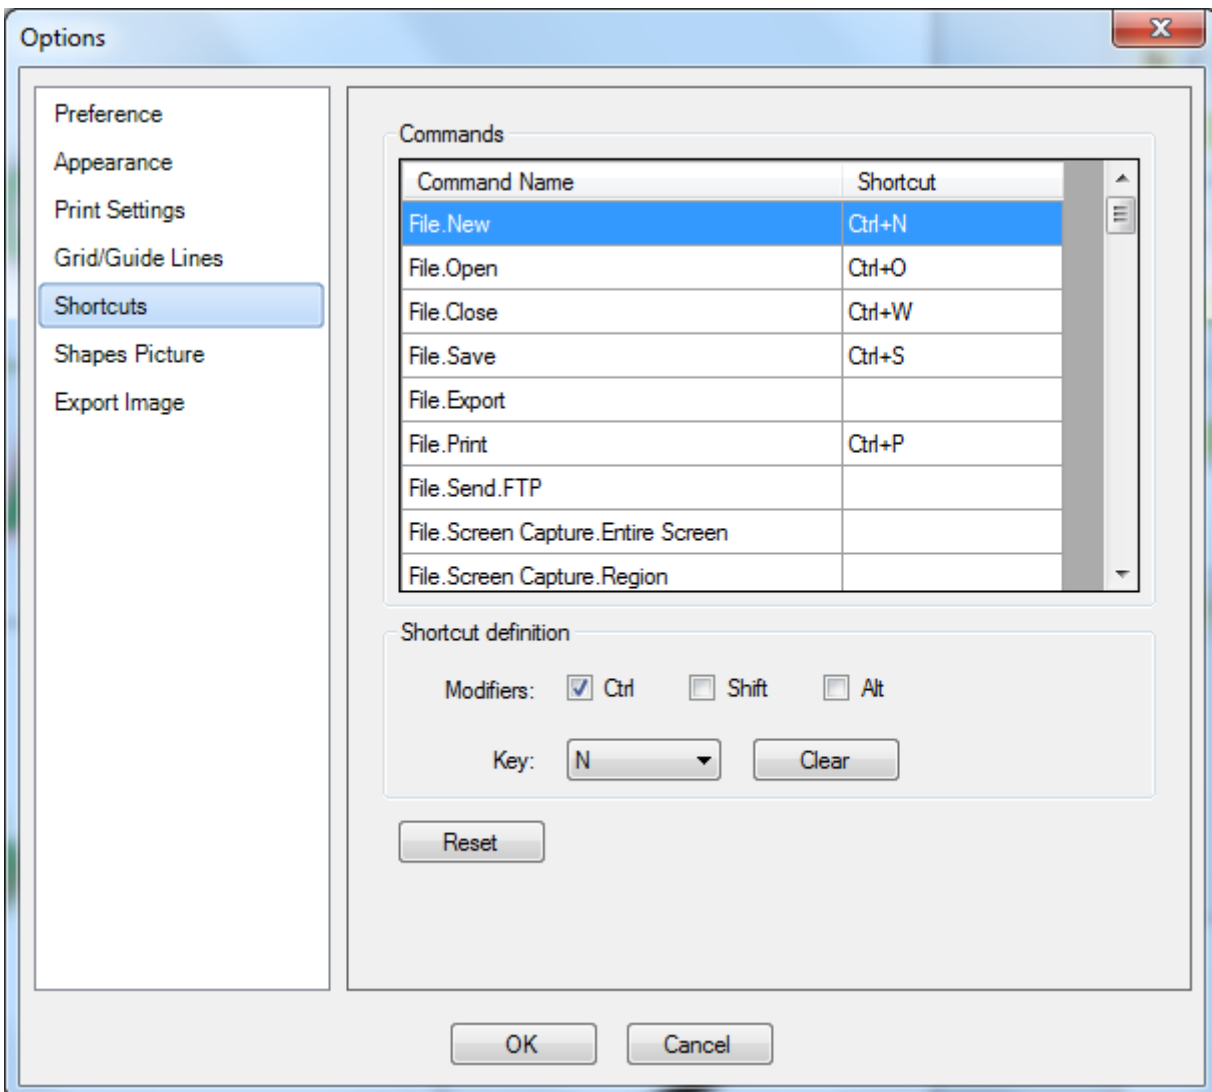 Options
Preference
Appearance
Print Settings
Grid/Guide Lines
Shortcuts
Shapes Picture
Export Image
Commands
Command Name Shortcut
File.New Ctrl+N
File.Open Ctrl+O
File.Close Ctrl+W
File.Save Ctrl+S
File.Export
File.Print Ctrl+P
File.Send.FTP
File.Screen Capture.Entire Screen
File.Screen Capture.Region
Shortcut definition
Modifiers: Ctrl Shift Alt
Key: N Clear
Reset
OK Cancel